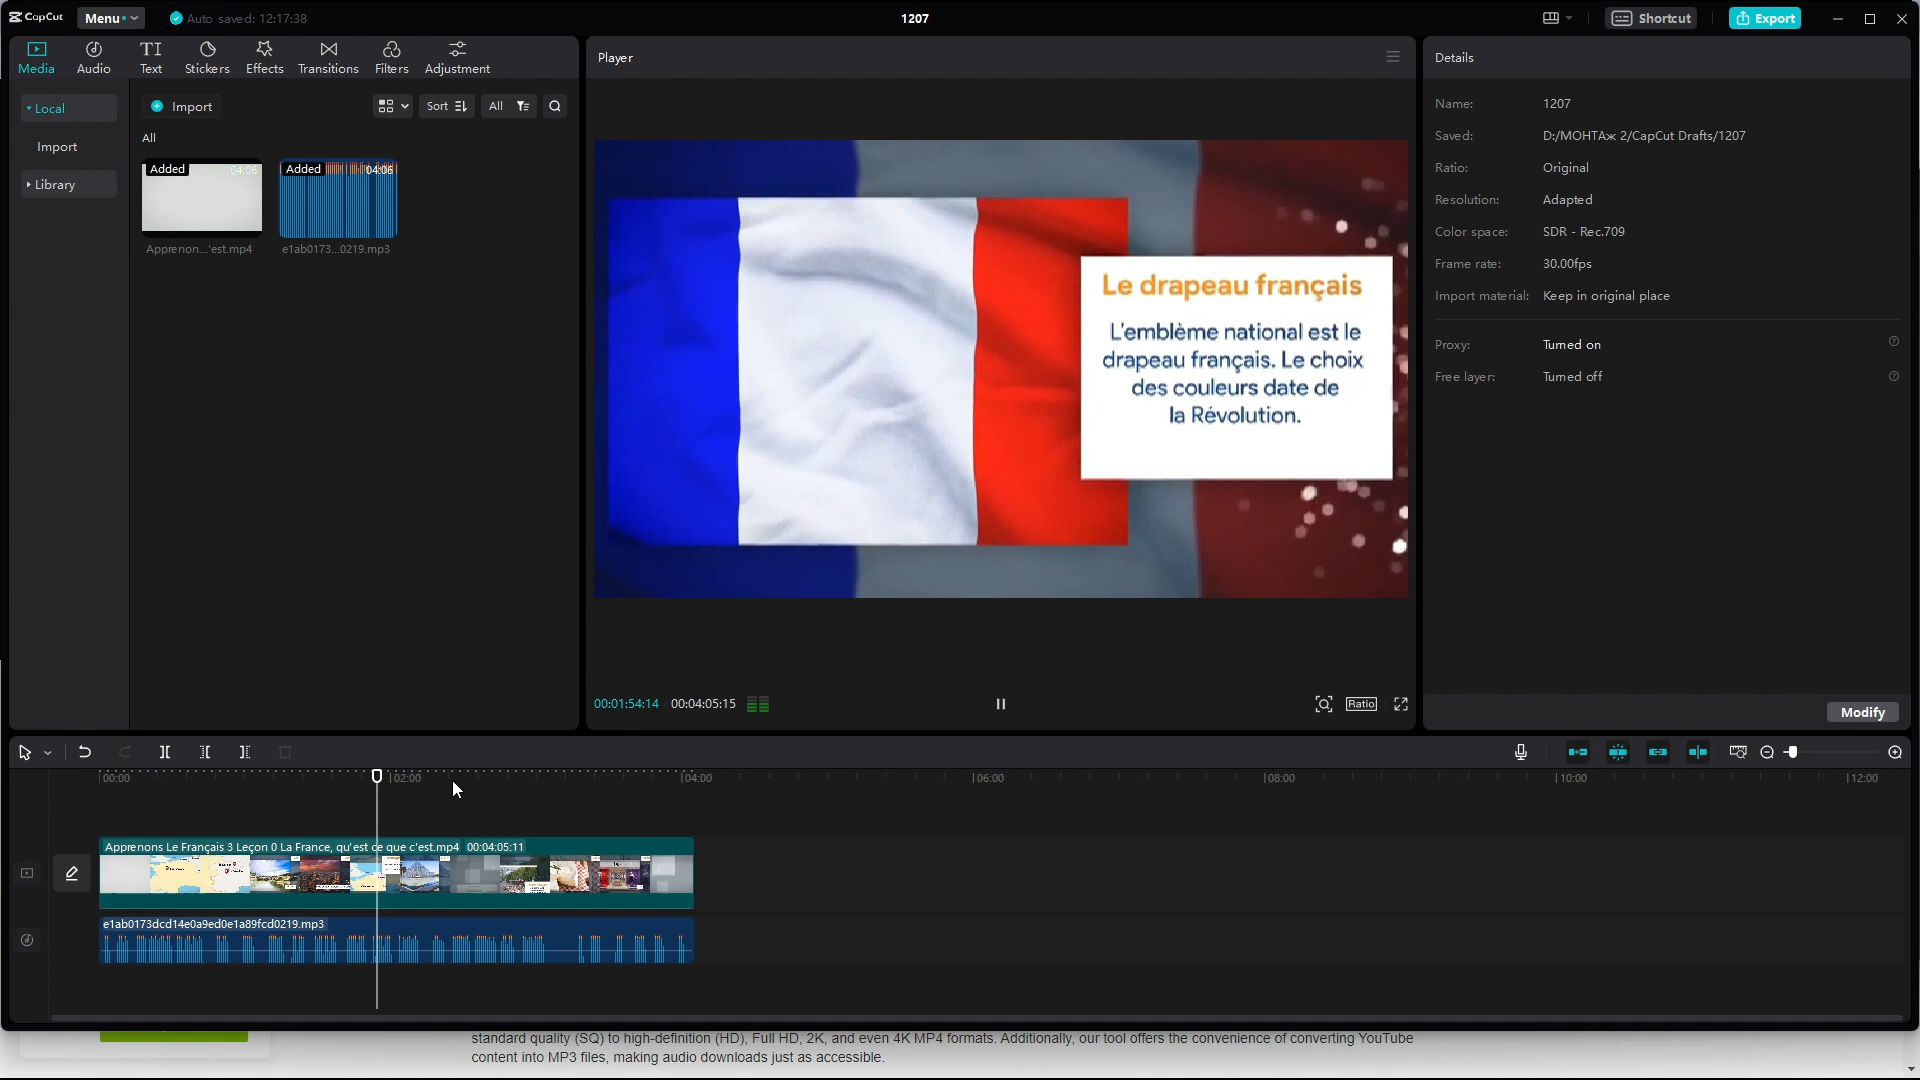 CapCut
Menu
Auto saved: 12:17:38
1207
Shortcut
Export
Media
Audio
TI
Text
Stickers
Effects
Transitions
Filters
Adjustment
Local
Import
Library
Import
Sort
All
All
Added
04:06
Apprenon...'est.mp4
Added
04:06
e1ab0173...0219.mp3
Player
Le drapeau français
L'emblème national est le
drapeau français. Le choix
des couleurs date de
la Révolution.
00:01:54:14
00:04:05:15
Ratio
Details
Name: 1207
Saved: D:/МОНТАж 2/CapCut Drafts/1207
Ratio: Original
Resolution: Adapted
Color space: SDR - Rec.709
Frame rate: 30.00fps
Import material: Keep in original place
Proxy: Turned on
Free layer: Turned off
Modify
00:00
02:00
04:00
06:00
08:00
10:00
12:00
Apprenons Le Français 3 Leçon 0 La France, qu'est ce que c'est.mp4 00:04:05:11
e1ab0173dcd14e0a9ed0e1a89fcd0219.mp3
standard quality (SQ) to high-definition (HD), Full HD, 2K, and even 4K MP4 formats. Additionally, our tool offers the convenience of converting YouTube
content into MP3 files, making audio downloads just as accessible.